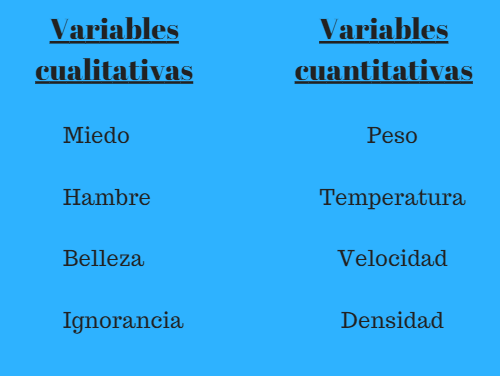 Variables
cualitativas
Miedo
Hambre
Belleza
Ignorancia
Variables
cuantitativas
Peso
Temperatura
Velocidad
Densidad